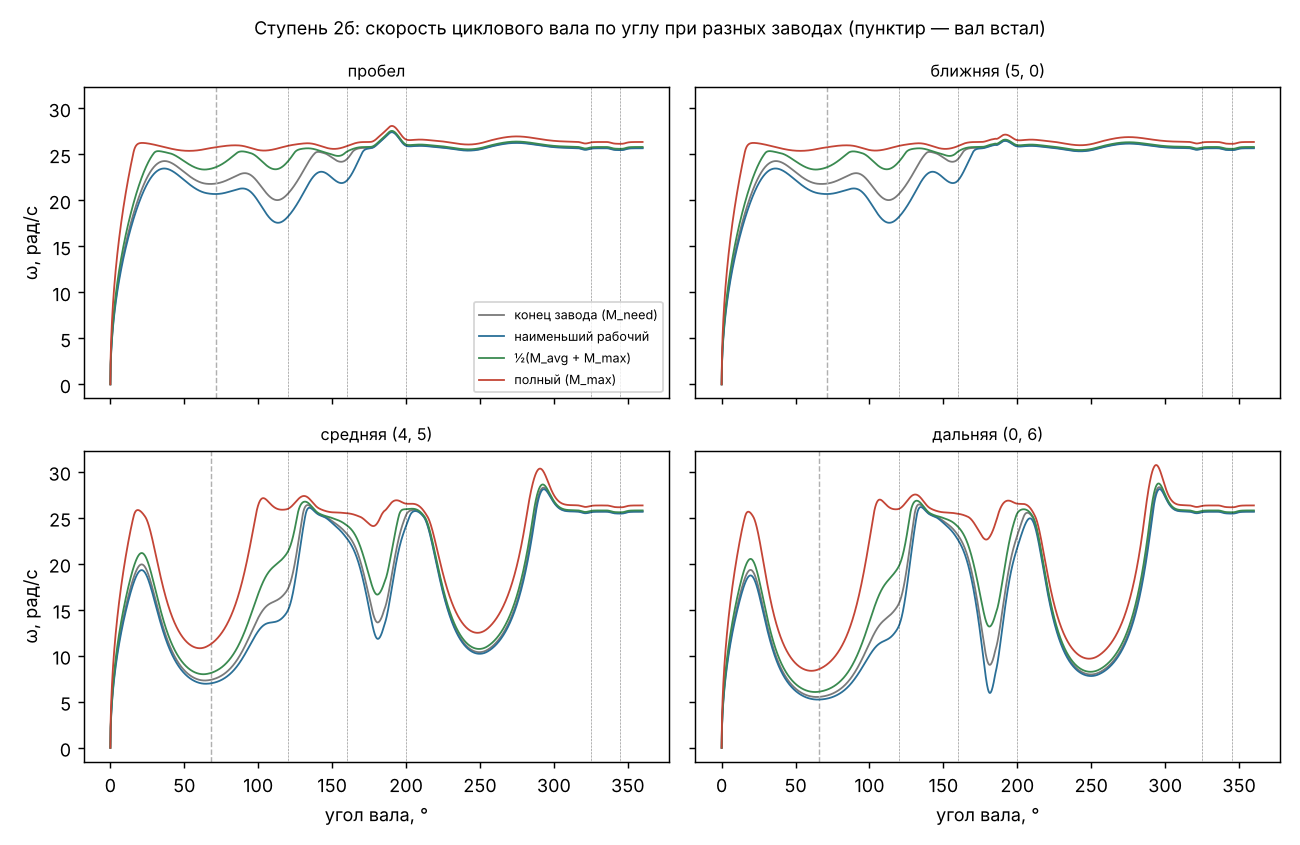 Ступень 2б: скорость циклового вала по углу при разных заводах (пунктир — вал встал)
пробел
ближняя (5, 0)
30
25
20
15
10
5
0
ω, рад/с
конец завода (M_need)
наименьший рабочий
½(M_avg + M_max)
полный (M_max)
средняя (4, 5)
дальняя (0, 6)
30
25
20
15
10
5
0
ω, рад/с
0 50 100 150 200 250 300 350
0 50 100 150 200 250 300 350
угол вала, °
угол вала, °